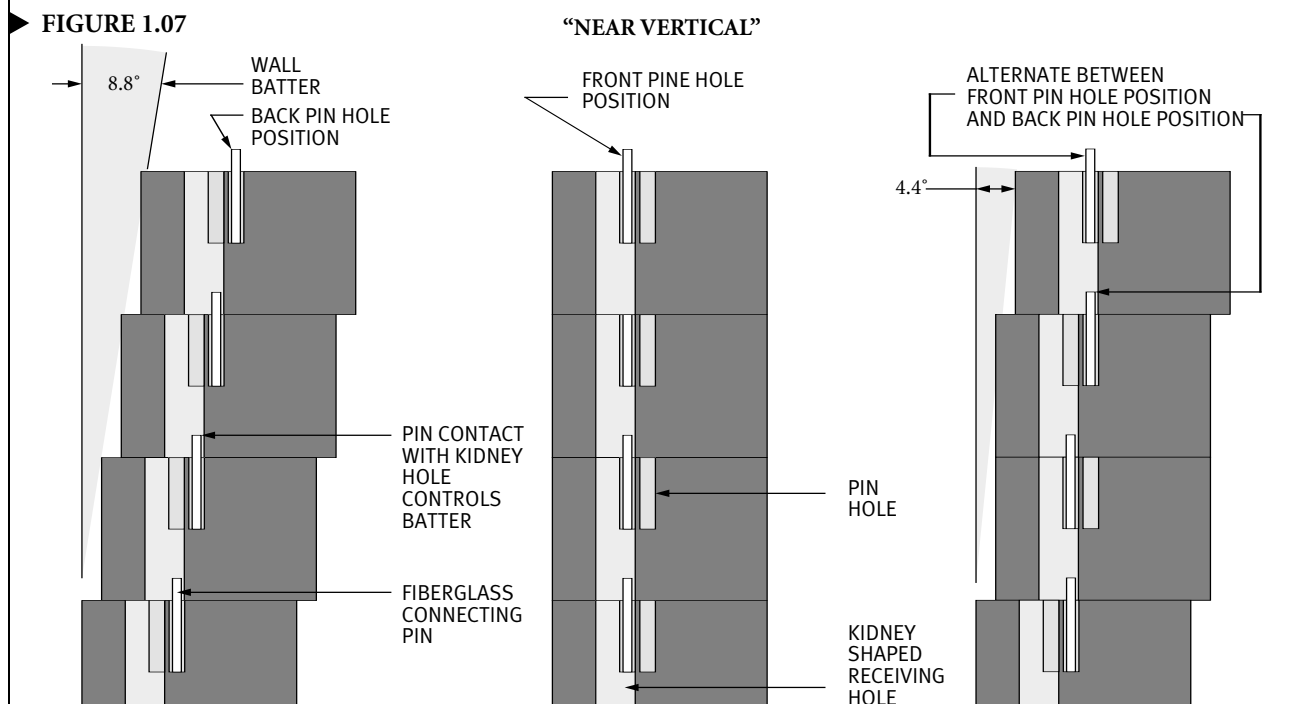 FIGURE 1.07
“NEAR VERTICAL”
8.8°
WALL
BATTER
BACK PIN HOLE
POSITION
PIN CONTACT
WITH KIDNEY
HOLE
CONTROLS
BATTER
FIBERGLASS
CONNECTING
PIN
FRONT PINE HOLE
POSITION
PIN
HOLE
KIDNEY
SHAPED
RECEIVING
HOLE
ALTERNATE BETWEEN
FRONT PIN HOLE POSITION
AND BACK PIN HOLE POSITION
4.4°